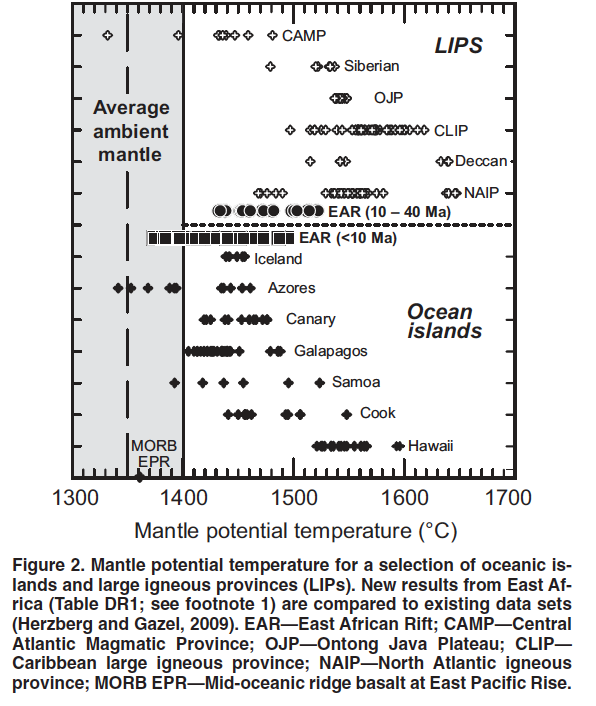 CAMP
LIPS
Siberian
OJP
Average
ambient
mantle
CLIP
Deccan
NAIP
EAR (10 – 40 Ma)
EAR (<10 Ma)
Iceland
Azores
Ocean
islands
Canary
Galapagos
Samoa
Cook
MORB
EPR
Hawaii
1300 1400 1500 1600 1700
Mantle potential temperature (°C)
Figure 2. Mantle potential temperature for a selection of oceanic is-
lands and large igneous provinces (LIPs). New results from East Af-
rica (Table DR1; see footnote 1) are compared to existing data sets
(Herzberg and Gazel, 2009). EAR—East African Rift; CAMP—Central
Atlantic Magmatic Province; OJP—Ontong Java Plateau; CLIP—
Caribbean large igneous province; NAIP—North Atlantic igneous
province; MORB EPR—Mid-oceanic ridge basalt at East Pacific Rise.